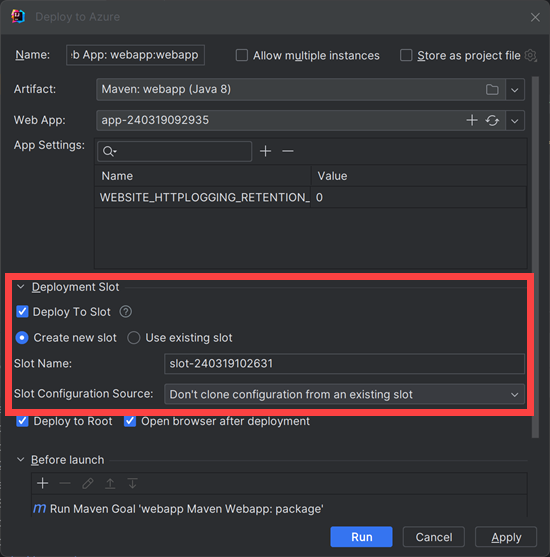 Deploy to Azure
Name: b App: webapp:webapp Allow multiple instances Store as project file
Artifact: Maven: webapp (Java 8)
Web App: app-240319092935
App Settings:
Name Value
WEBSITE_HTTPLOGGING_RETENTION_ 0
Deployment Slot
Deploy To Slot ?
Create new slot Use existing slot
Slot Name: slot-240319102631
Slot Configuration Source: Don't clone configuration from an existing slot
Deploy to Root Open browser after deployment
Before launch
m Run Maven Goal 'webapp Maven Webapp: package'
Run Cancel Apply